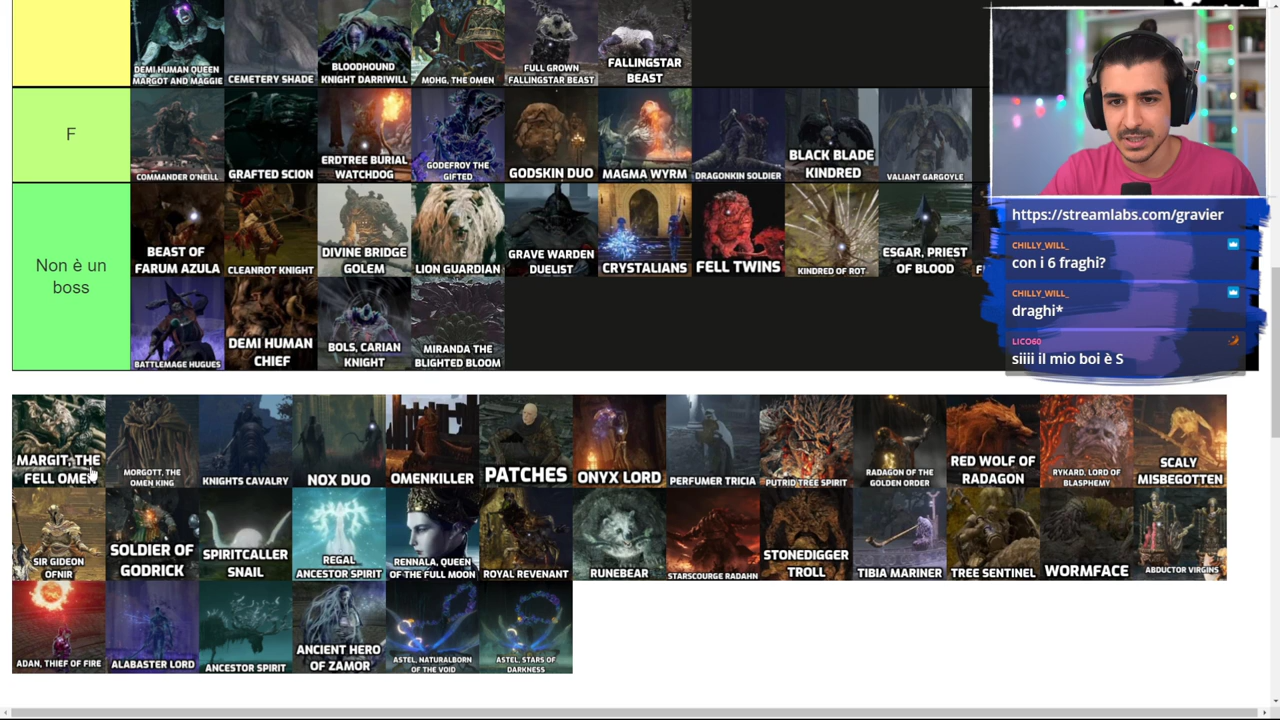 DEMI HUMAN QUEEN
MARGOT AND MAGGIE
CEMETERY SHADE
BLOODHOUND
KNIGHT DARRIWILL
MOHG, THE OMEN
FULL GROWN
FALLINGSTAR BEAST
FALLINGSTAR
BEAST
F
COMMANDER O'NEILL
GRAFTED SCION
ERDTREE BURIAL
WATCHDOG
GODEFROY THE
GIFTED
GODSKIN DUO
MAGMA WYRM
DRAGONKIN SOLDIER
BLACK BLADE
KINDRED
VALIANT GARGOYLE
Non è un
boss
BEAST OF
FARUM AZULA
CLEANROT KNIGHT
DIVINE BRIDGE
GOLEM
LION GUARDIAN
GRAVE WARDEN
DUELIST
CRYSTALIANS
FELL TWINS
KINDRED OF ROT
ESGAR, PRIEST
OF BLOOD
BATTLEMAGE HUGUES
DEMI HUMAN
CHIEF
BOLS, CARIAN
KNIGHT
MIRANDA THE
BLIGHTED BLOOM
https://streamlabs.com/gravier
CHILLY_WILL_
con i 6 fraghi?
CHILLY_WILL_
draghi*
LICO60
siiii il mio boi è S
MARGIT, THE
FELL OMEN
MORGOTT, THE
OMEN KING
KNIGHTS CAVALRY
NOX DUO
OMENKILLER
PATCHES
ONYX LORD
PERFUMER TRICIA
PUTRID TREE SPIRIT
RADAGON OF THE
GOLDEN ORDER
RED WOLF OF
RADAGON
RYKARD, LORD OF
BLASPHEMY
SCALY
MISBEGOTTEN
SIR GIDEON
OFNIR
SOLDIER OF
GODRICK
SPIRITCALLER
SNAIL
REGAL
ANCESTOR SPIRIT
RENNALA, QUEEN
OF THE FULL MOON
ROYAL REVENANT
RUNEBEAR
STARSCOURGE RADAHN
STONEDIGGER
TROLL
TIBIA MARINER
TREE SENTINEL
WORMFACE
ABDUCTOR VIRGINS
ADAN, THIEF OF FIRE
ALABASTER LORD
ANCESTOR SPIRIT
ANCIENT HERO
OF ZAMOR
ASTEL, NATURALBORN
OF THE VOID
ASTEL, STARS OF
DARKNESS